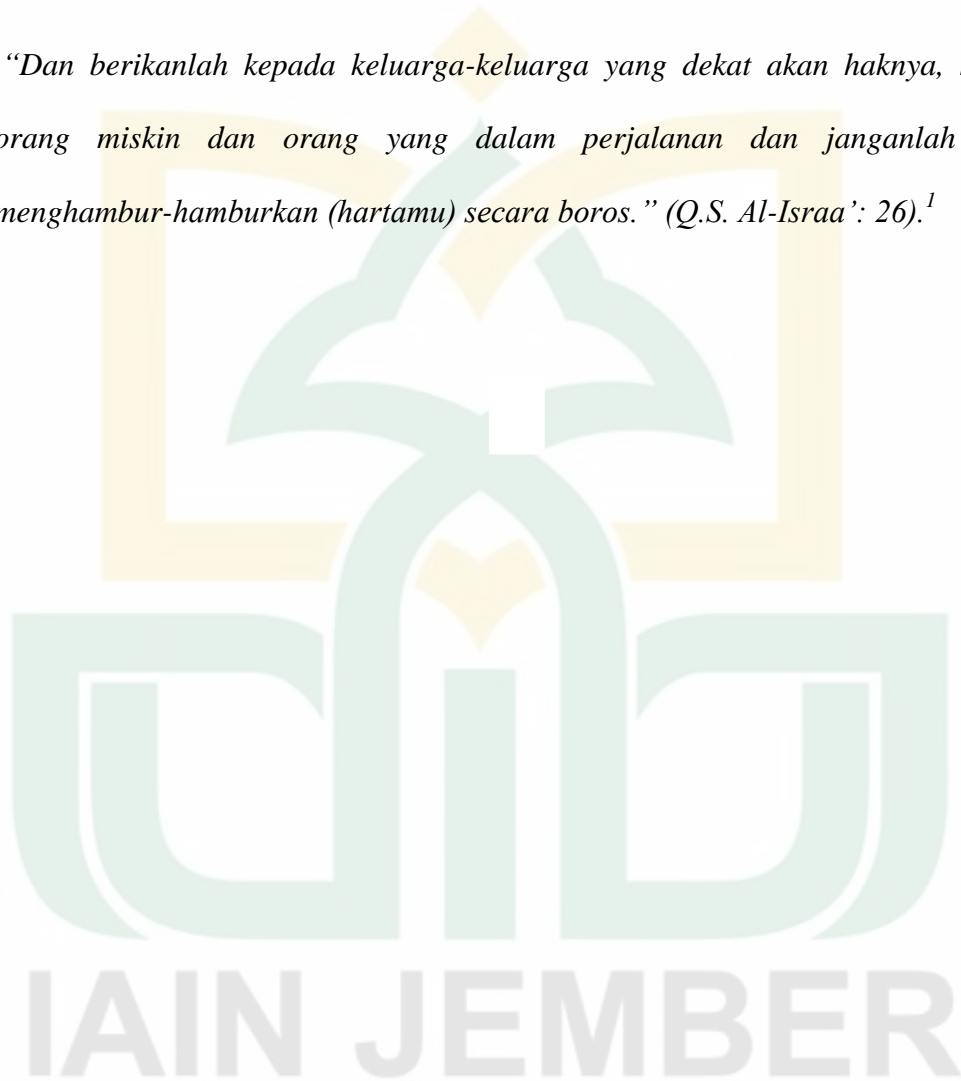 “Dan berikanlah kepada keluarga-keluarga yang dekat akan haknya,
orang miskin dan orang yang dalam perjalanan dan janganlah
menghambur-hamburkan (hartamu) secara boros.” (Q.S. Al-Israa’: 26).1
IAIN JEMBER